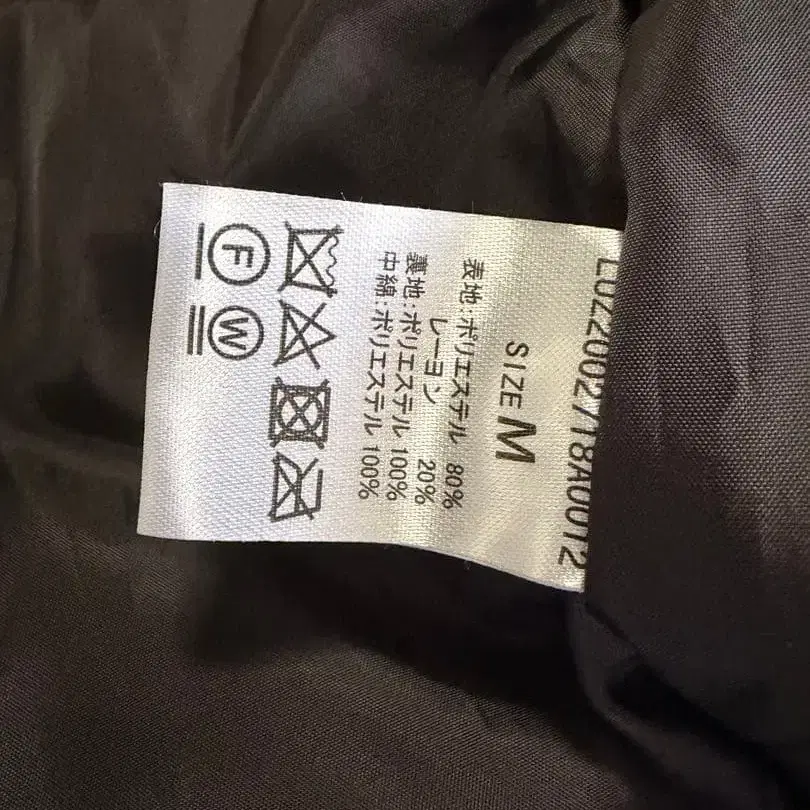 SIZE M
表地:ポリエステル 80%
レーヨン 20%
裏地:ポリエステル 100%
中綿:ポリエステル 100%
F W